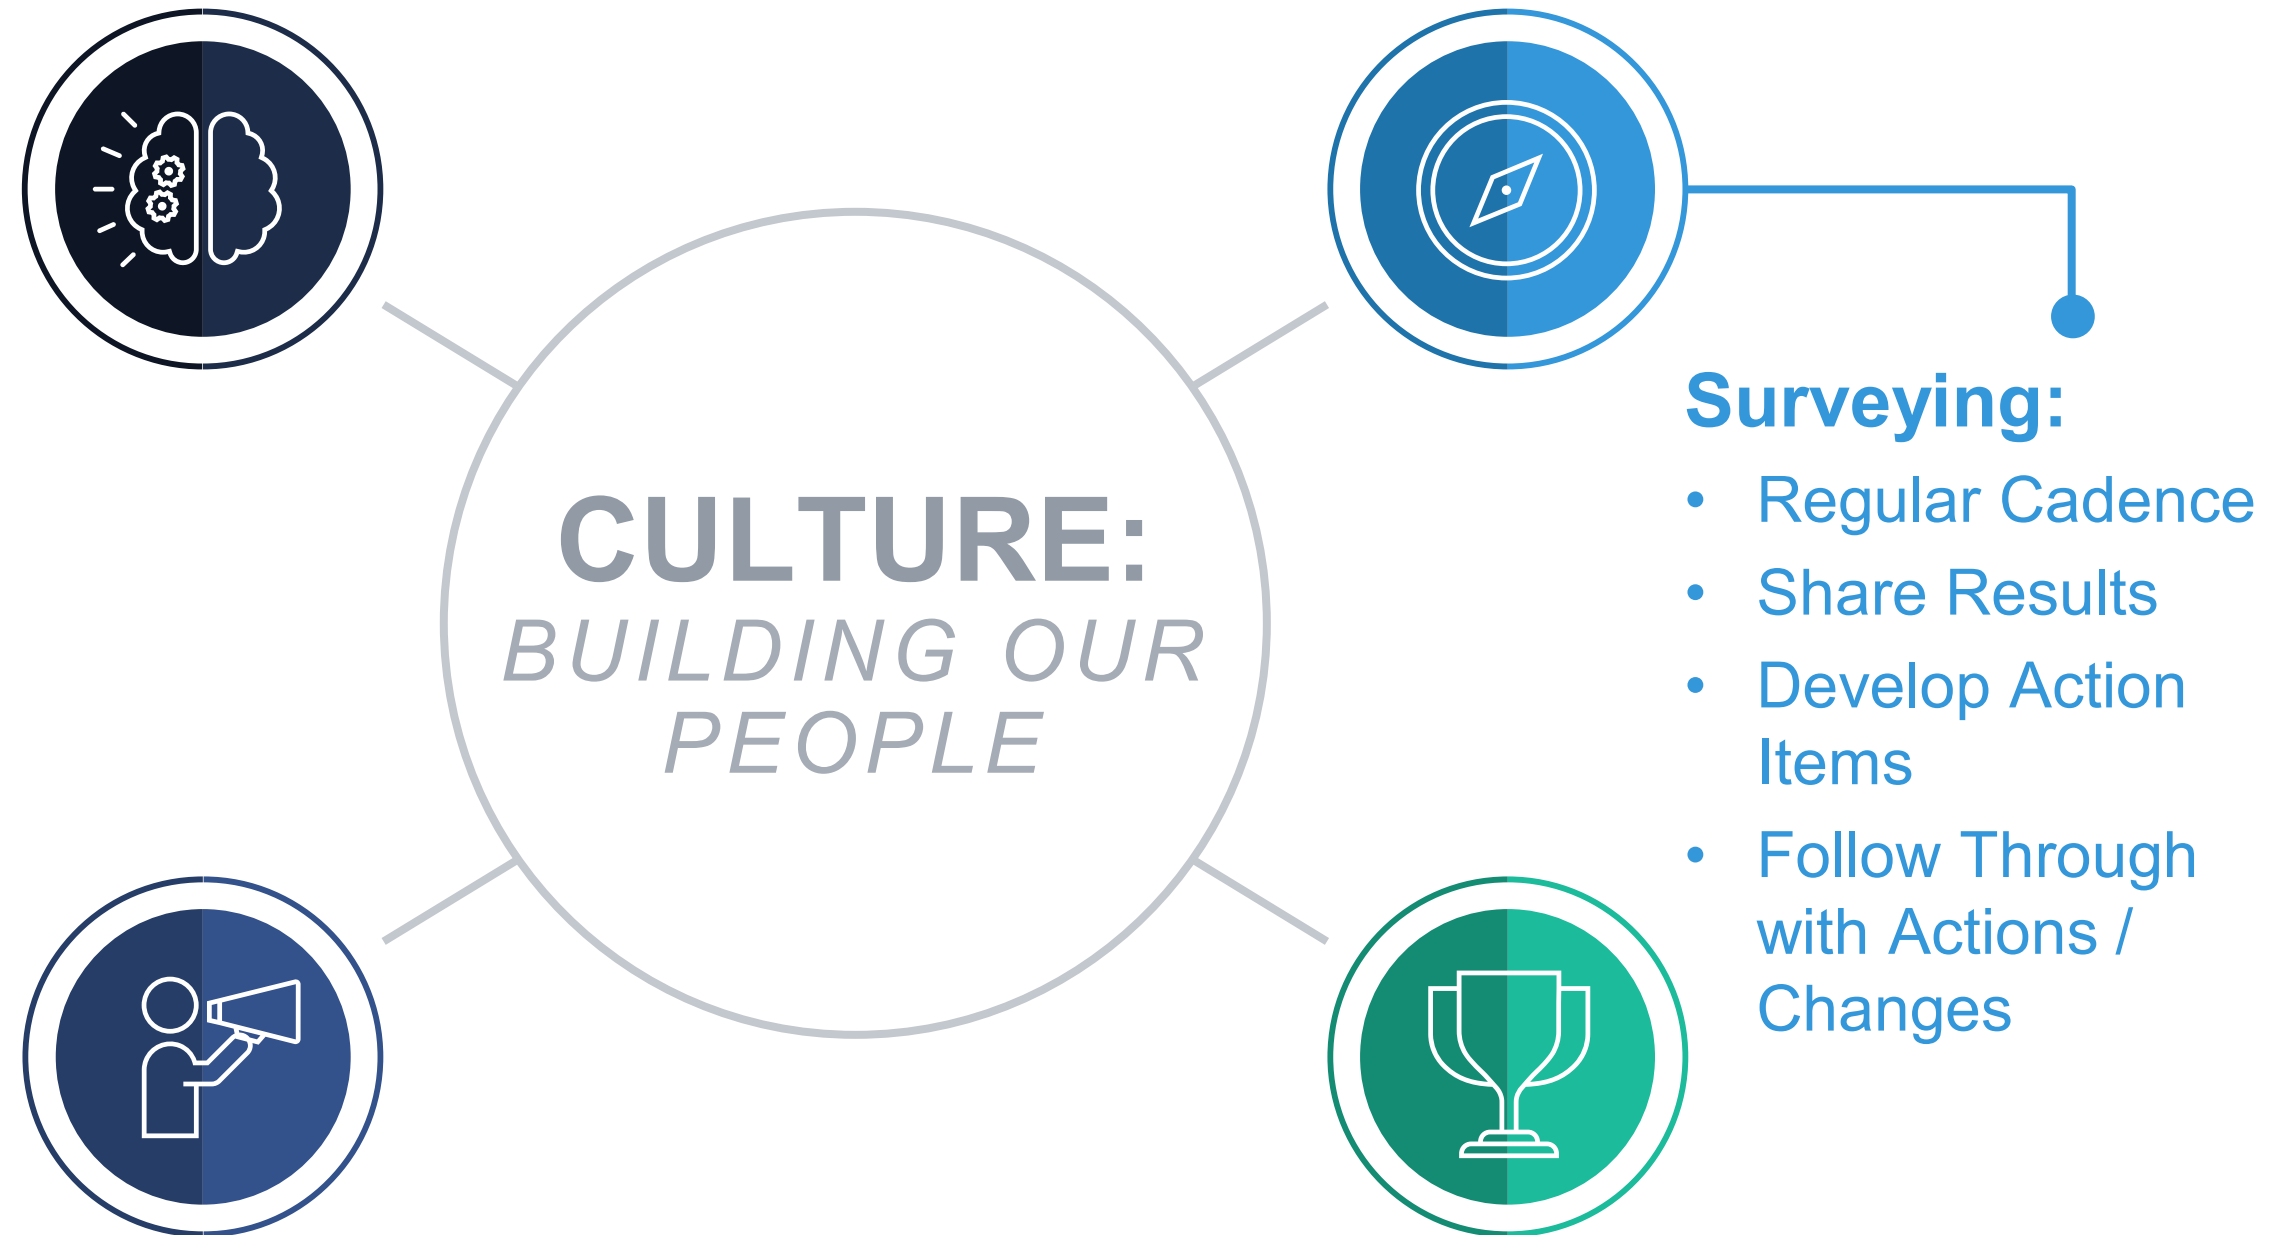 CULTURE:
BUILDING OUR
PEOPLE
Surveying:
• Regular Cadence
• Share Results
• Develop Action
Items
• Follow Through
with Actions /
Changes